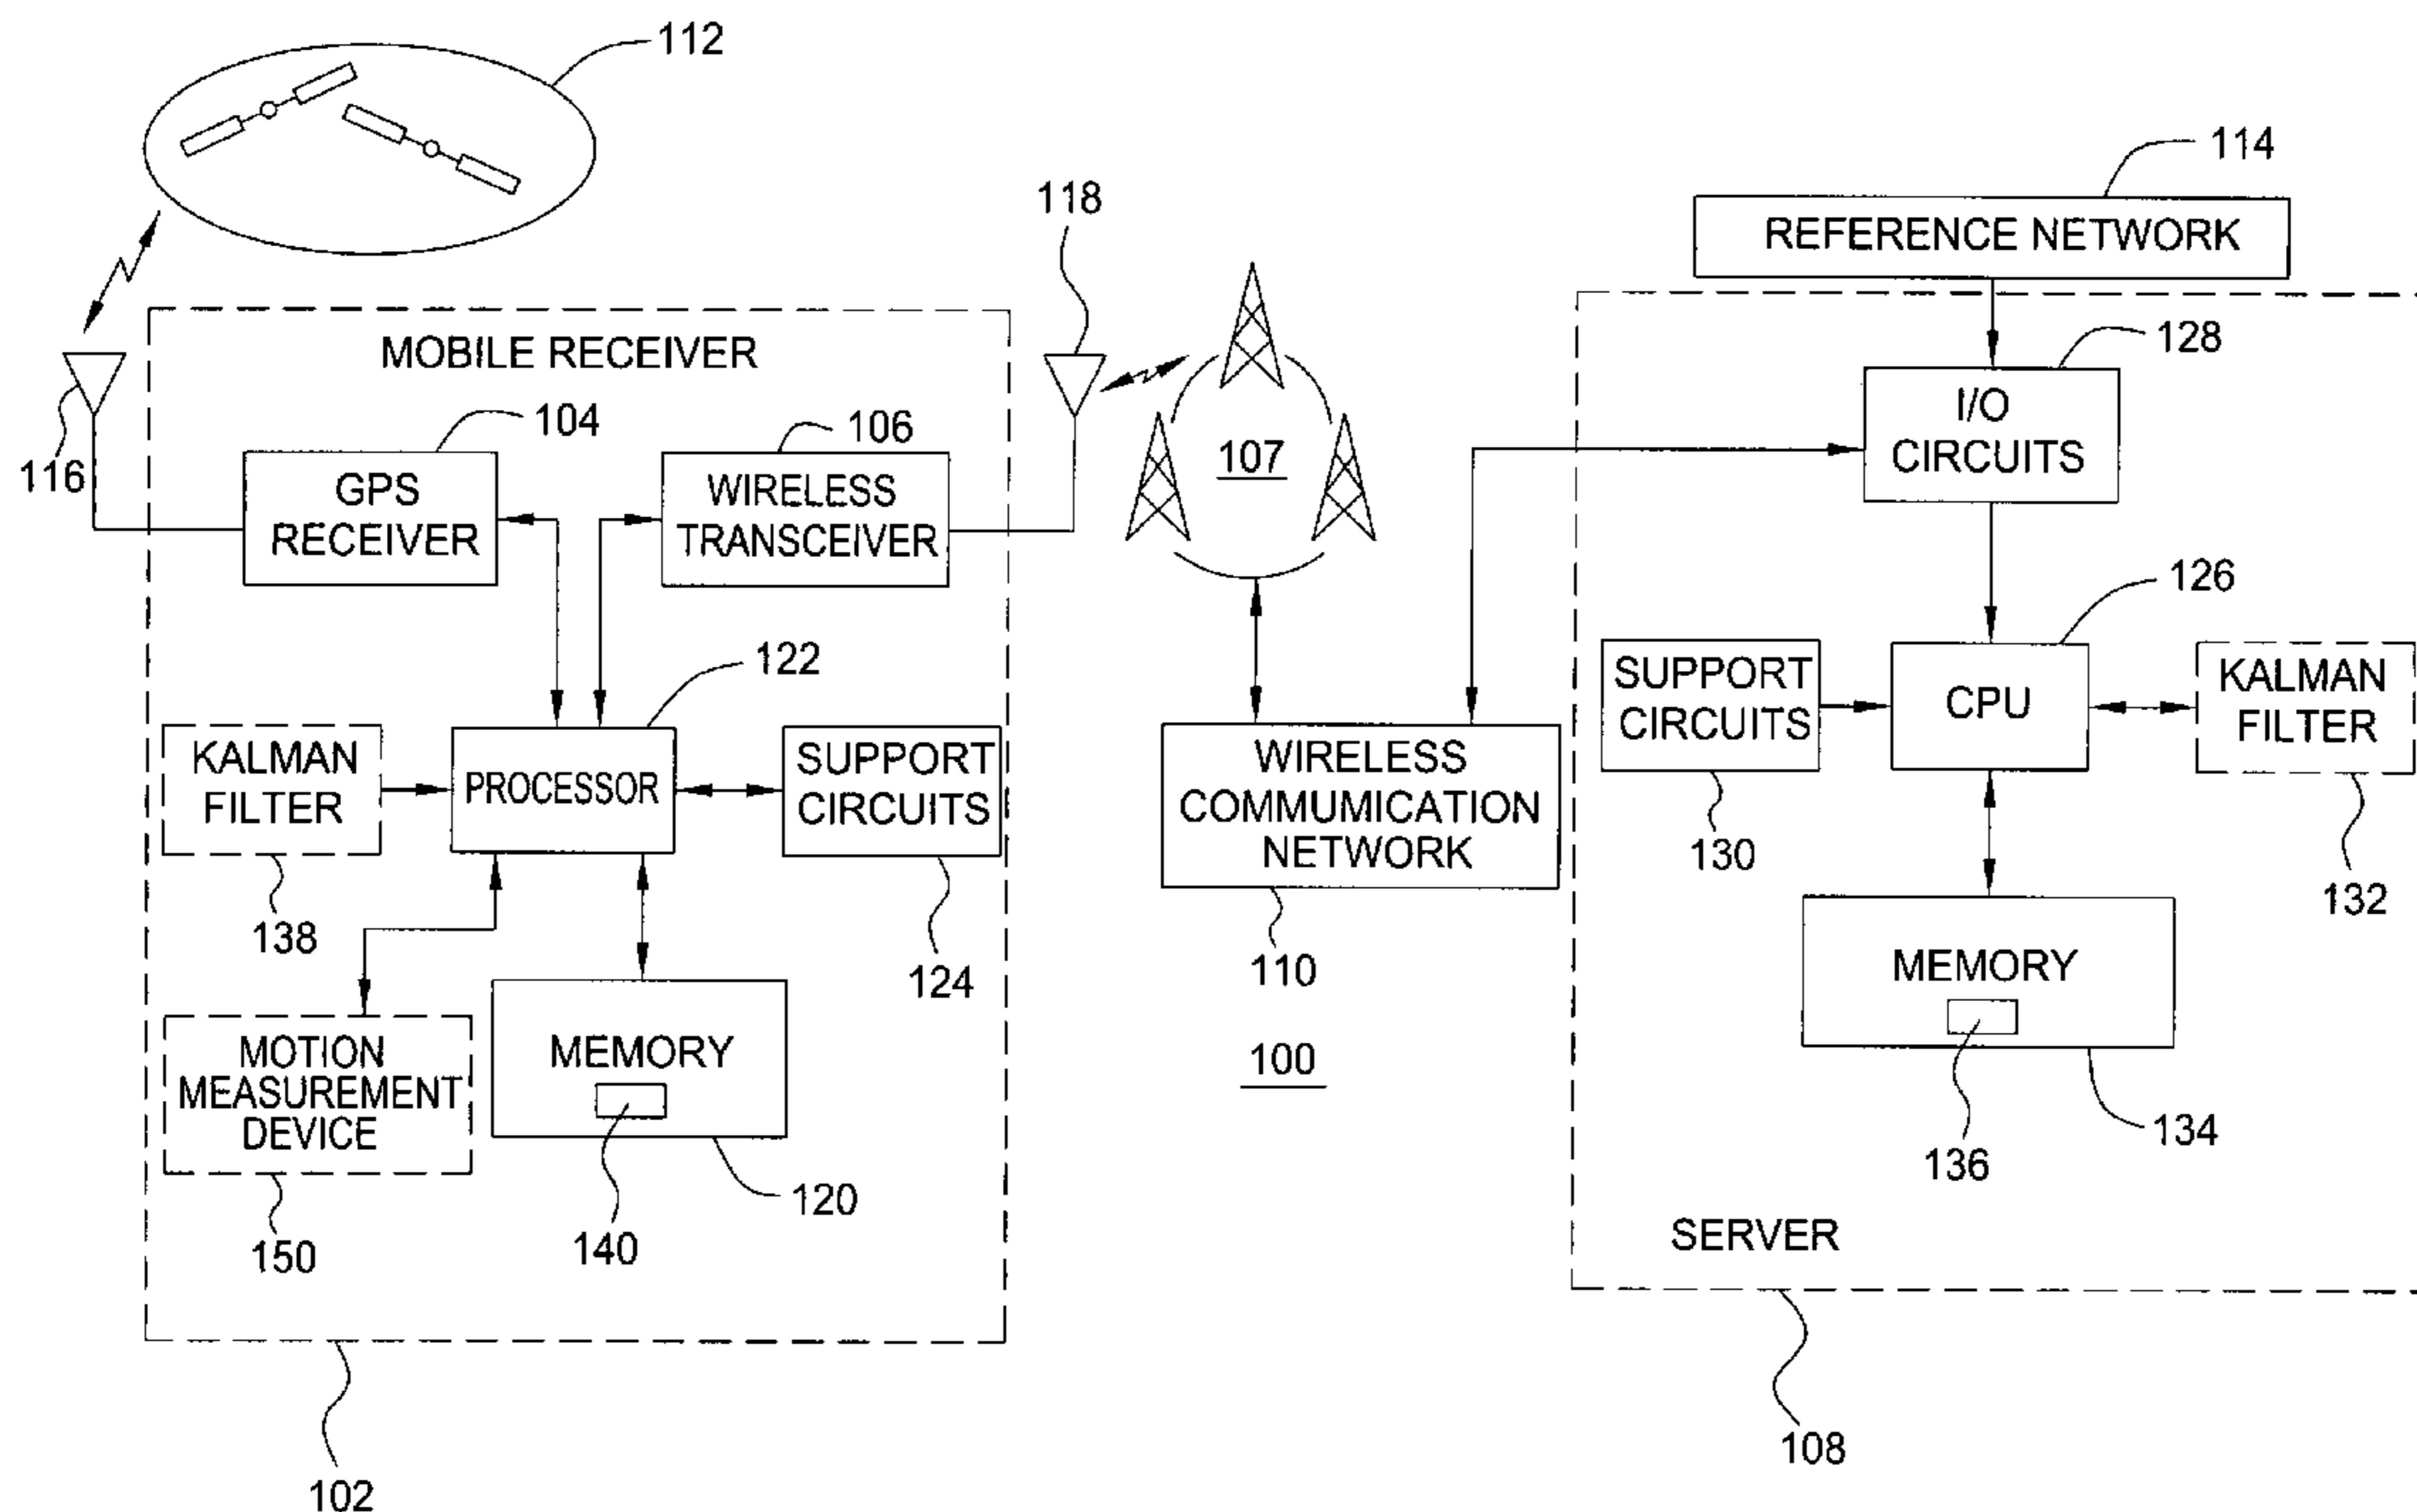 112
114
118
REFERENCE NETWORK
128
MOBILE RECEIVER
I/O
CIRCUITS
104
106
107
116
GPS
RECEIVER
WIRELESS
TRANSCEIVER
126
122
SUPPORT
CIRCUITS
CPU
KALMAN
FILTER
KALMAN
FILTER
PROCESSOR
SUPPORT
CIRCUITS
WIRELESS
COMMUMICATION
NETWORK
130
132
138
124
110
MEMORY
MOTION
MEASUREMENT
DEVICE
MEMORY
100
134
136
120
140
150
SERVER
108
102